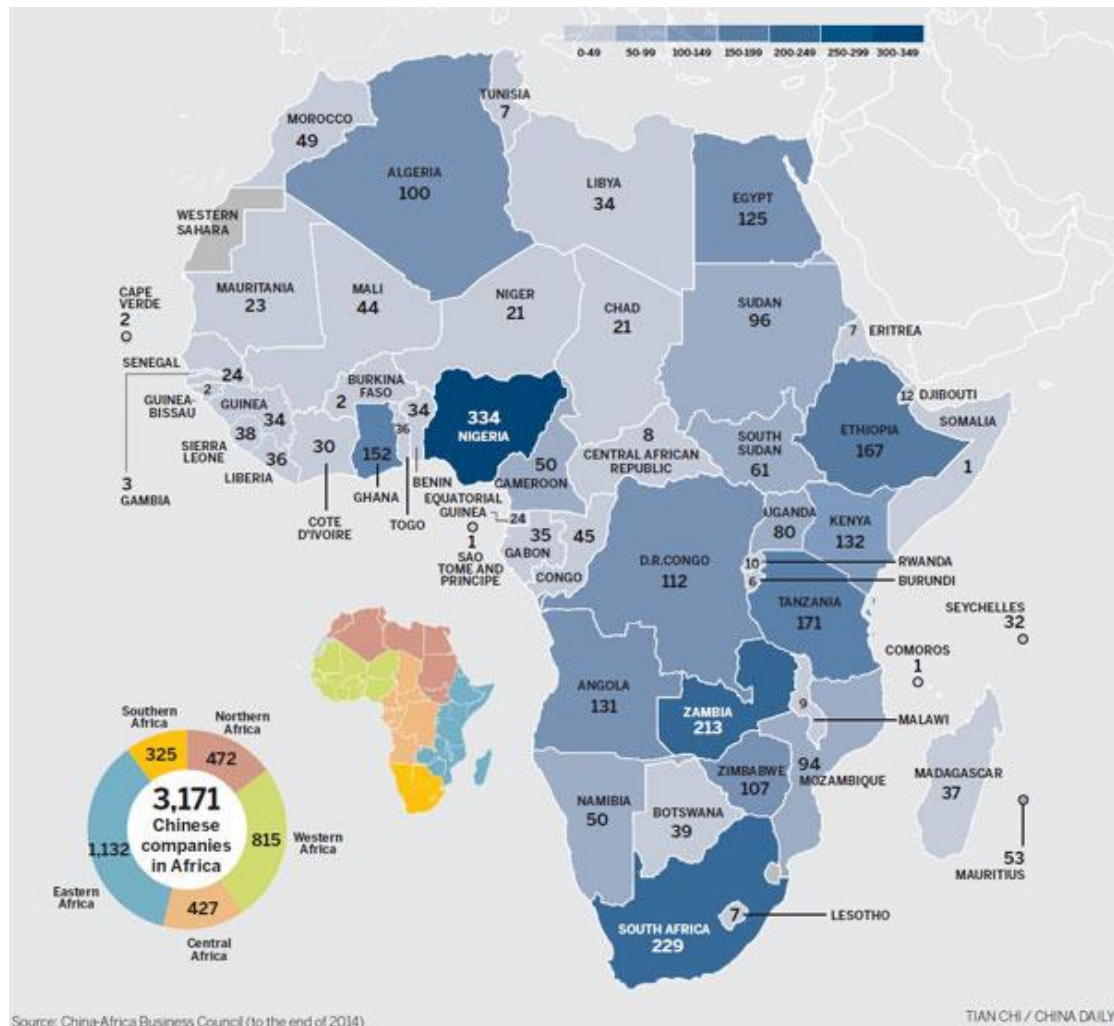 0-49 50-99 100-149 150-199 200-249 250-299 300-349
TUNISIA
7
MOROCCO
49
ALGERIA
100
LIBYA
34
EGYPT
125
WESTERN
SAHARA
MAURITANIA
23
MALI
44
NIGER
21
CHAD
21
SUDAN
96
7 ERITREA
CAPE
VERDE
2
SENEGAL
24
GUINEA-
BISSAU
2
GUINEA
34
SIERRA
LEONE
38
LIBERIA
36
3
GAMBIA
BURKINA
FASO
2
30
COTE
D'IVOIRE
152
GHANA
36
TOGO
34
BENIN
334
NIGERIA
50
CAMEROON
8
CENTRAL AFRICAN
REPUBLIC
SOUTH
SUDAN
61
ETHIOPIA
167
12 DJIBOUTI
SOMALIA
1
EQUATORIAL
GUINEA
24
1
SAO
TOME AND
PRINCIPE
35
GABON
45
CONGO
D.R.CONGO
112
UGANDA
80
KENYA
132
10 RWANDA
6 BURUNDI
TANZANIA
171
SEYCHELLES
32
COMOROS
1
ANGOLA
131
ZAMBIA
213
9
MALAWI
94
MOZAMBIQUE
ZIMBABWE
107
MADAGASCAR
37
NAMIBIA
50
BOTSWANA
39
53
MAURITIUS
7 LESOTHO
SOUTH AFRICA
229
Southern
Africa
325
Northern
Africa
472
3,171
Chinese
companies
in Africa
815
Western
Africa
1,132
Eastern
Africa
427
Central
Africa
Source: China-Africa Business Council (to the end of 2014)
TIAN CHI / CHINA DAILY